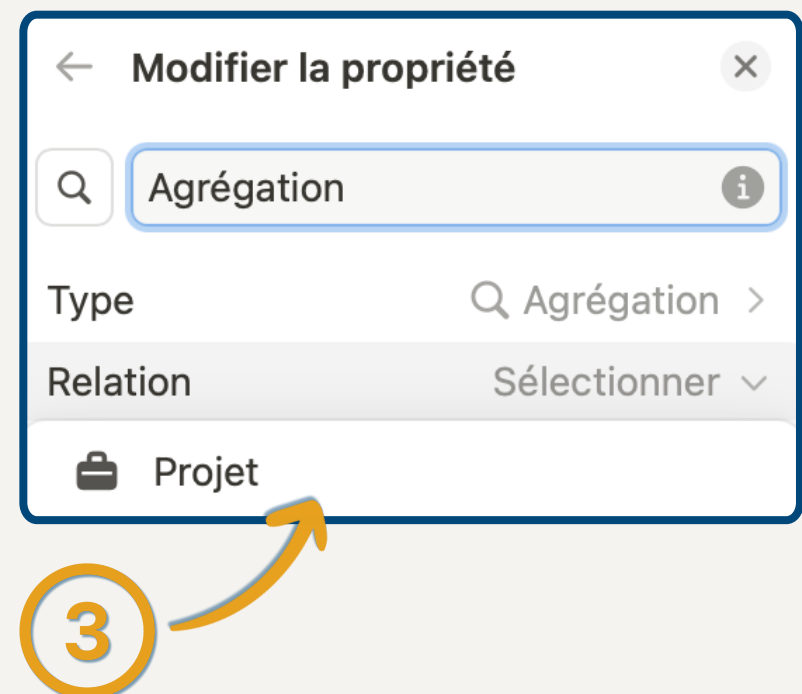 Modifier la propriété
Agrégation
Type Agrégation
Relation Sélectionner
Projet
3